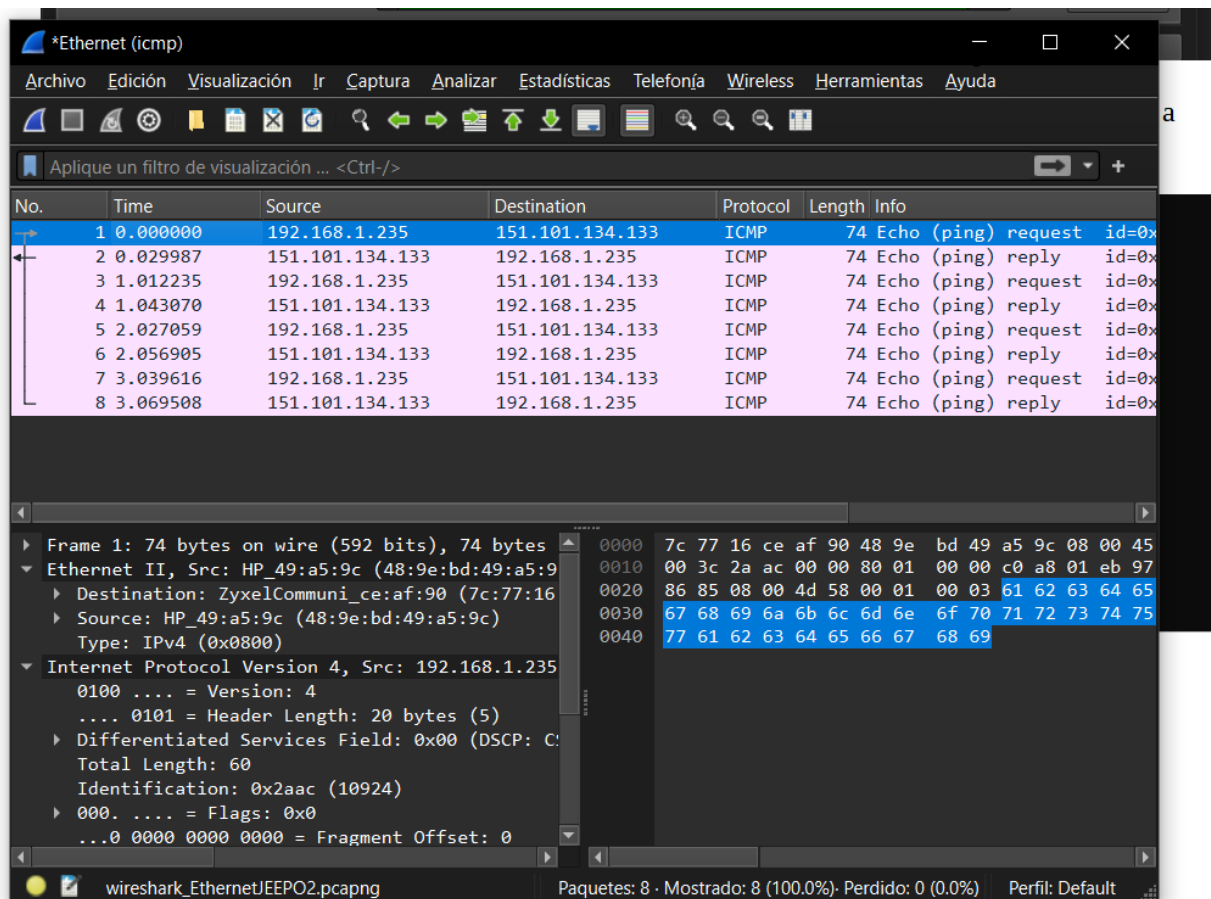 *Ethernet (icmp)
Archivo Edición Visualización Ir Captura Analizar Estadísticas Telefonía Wireless Herramientas Ayuda
a
Aplique un filtro de visualización ... <Ctrl-/>
No. Time Source Destination Protocol Length Info
1 0.000000 192.168.1.235 151.101.134.133 ICMP 74 Echo (ping) request id=0x
2 0.029987 151.101.134.133 192.168.1.235 ICMP 74 Echo (ping) reply id=0x
3 1.012235 192.168.1.235 151.101.134.133 ICMP 74 Echo (ping) request id=0x
4 1.043070 151.101.134.133 192.168.1.235 ICMP 74 Echo (ping) reply id=0x
5 2.027059 192.168.1.235 151.101.134.133 ICMP 74 Echo (ping) request id=0x
6 2.056905 151.101.134.133 192.168.1.235 ICMP 74 Echo (ping) reply id=0x
7 3.039616 192.168.1.235 151.101.134.133 ICMP 74 Echo (ping) request id=0x
8 3.069508 151.101.134.133 192.168.1.235 ICMP 74 Echo (ping) reply id=0x
Frame 1: 74 bytes on wire (592 bits), 74 bytes
Ethernet II, Src: HP_49:a5:9c (48:9e:bd:49:a5:9
Destination: ZyxelCommuni_ce:af:90 (7c:77:16
Source: HP_49:a5:9c (48:9e:bd:49:a5:9c)
Type: IPv4 (0x0800)
Internet Protocol Version 4, Src: 192.168.1.235
0100 .... = Version: 4
.... 0101 = Header Length: 20 bytes (5)
Differentiated Services Field: 0x00 (DSCP: CS
Total Length: 60
Identification: 0x2aac (10924)
000. .... = Flags: 0x0
...0 0000 0000 0000 = Fragment Offset: 0
0000 7c 77 16 ce af 90 48 9e bd 49 a5 9c 08 00 45
0010 00 3c 2a ac 00 00 80 01 00 00 c0 a8 01 eb 97
0020 86 85 08 00 4d 58 00 01 00 03 61 62 63 64 65
0030 67 68 69 6a 6b 6c 6d 6e 6f 70 71 72 73 74 75
0040 77 61 62 63 64 65 66 67 68 69
wireshark_EthernetJEEPO2.pcapng Paquetes: 8 · Mostrado: 8 (100.0%)· Perdido: 0 (0.0%) Perfil: Default